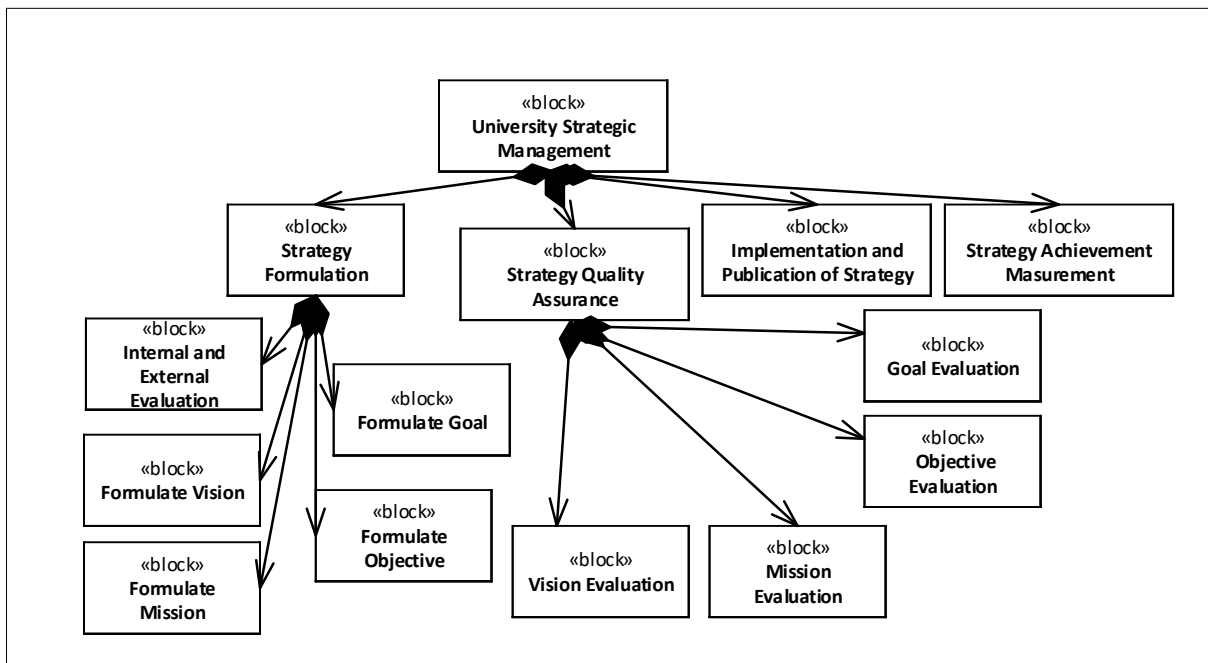 «block»
University Strategic
Management
«block»
Strategy
Formulation
«block»
Strategy Quality
Assurance
«block»
Implementation and
Publication of Strategy
«block»
Strategy Achievement
Masurement
«block»
Internal and
External
Evaluation
«block»
Formulate Goal
«block»
Formulate Vision
«block»
Formulate
Objective
«block»
Formulate
Mission
«block»
Goal Evaluation
«block»
Objective
Evaluation
«block»
Vision Evaluation
«block»
Mission
Evaluation